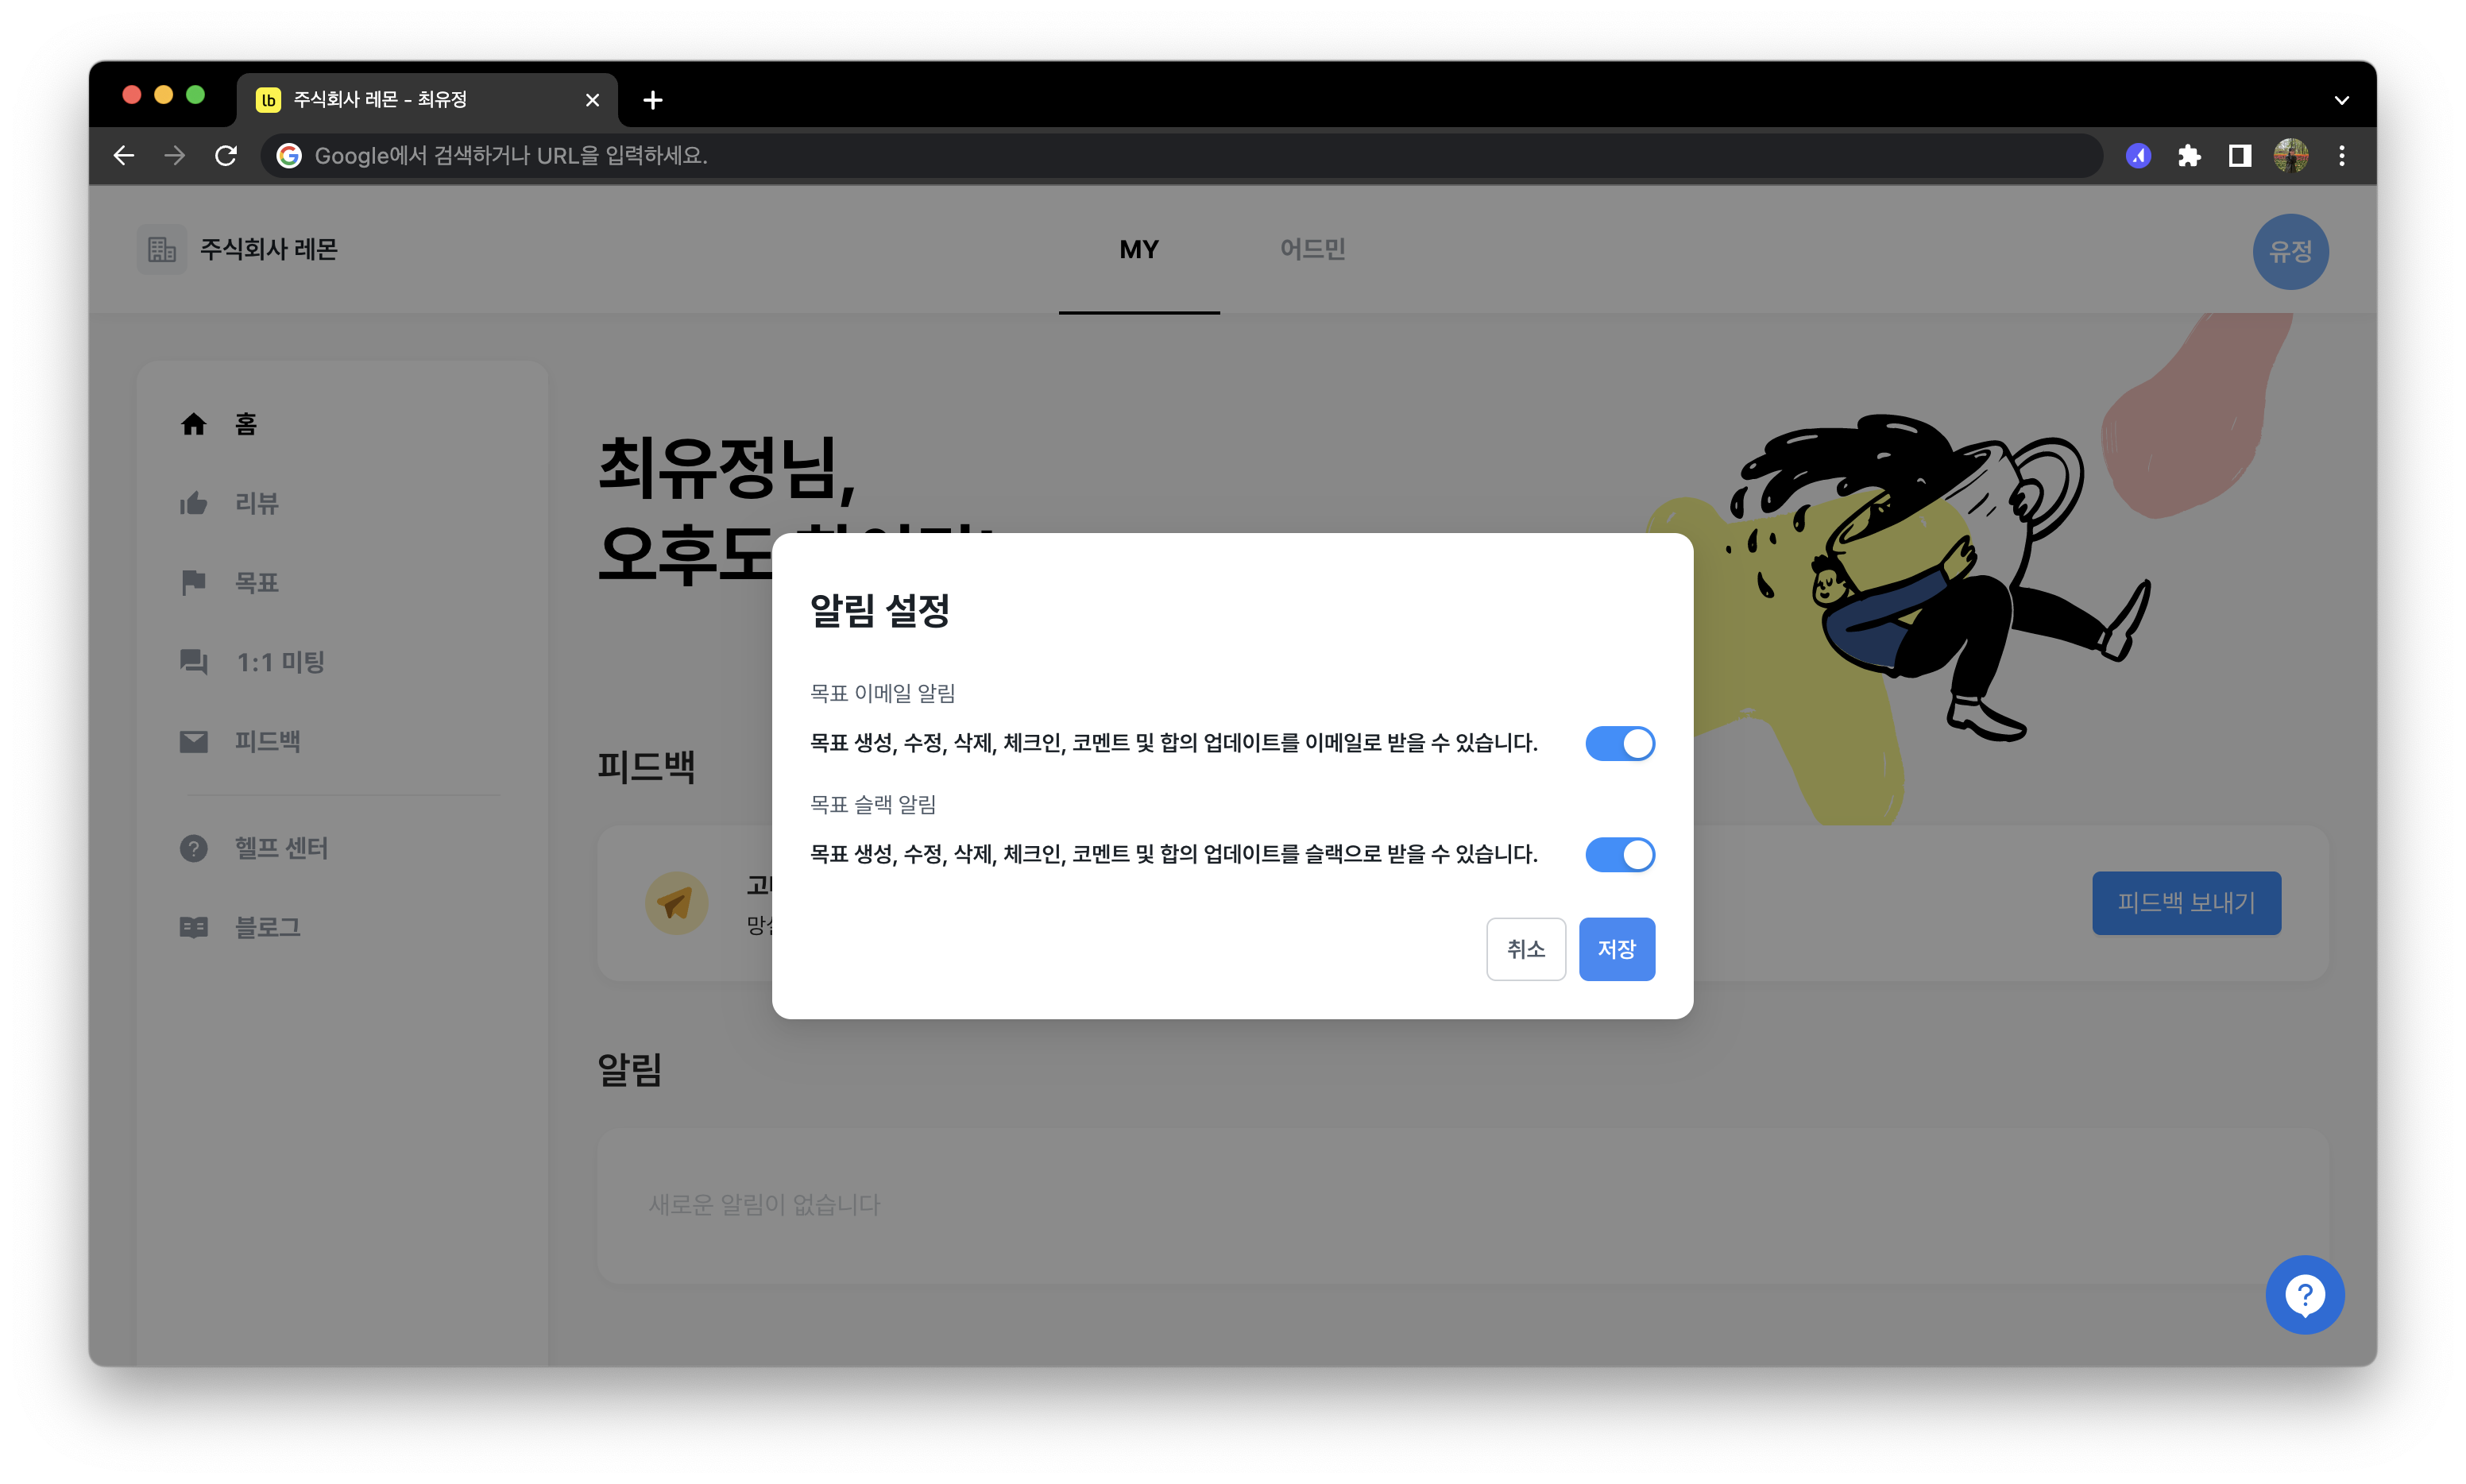 lb 주식회사 레몬 - 최유정
Google에서 검색하거나 URL을 입력하세요.
주식회사 레몬
MY
어드민
유정
홈
리뷰
목표
1:1 미팅
피드백
헬프 센터
블로그
최유정님,
오후도
알림 설정
목표 이메일 알림
목표 생성, 수정, 삭제, 체크인, 코멘트 및 합의 업데이트를 이메일로 받을 수 있습니다.
목표 슬랙 알림
목표 생성, 수정, 삭제, 체크인, 코멘트 및 합의 업데이트를 슬랙으로 받을 수 있습니다.
취소
저장
피드백
피드백 보내기
알림
새로운 알림이 없습니다